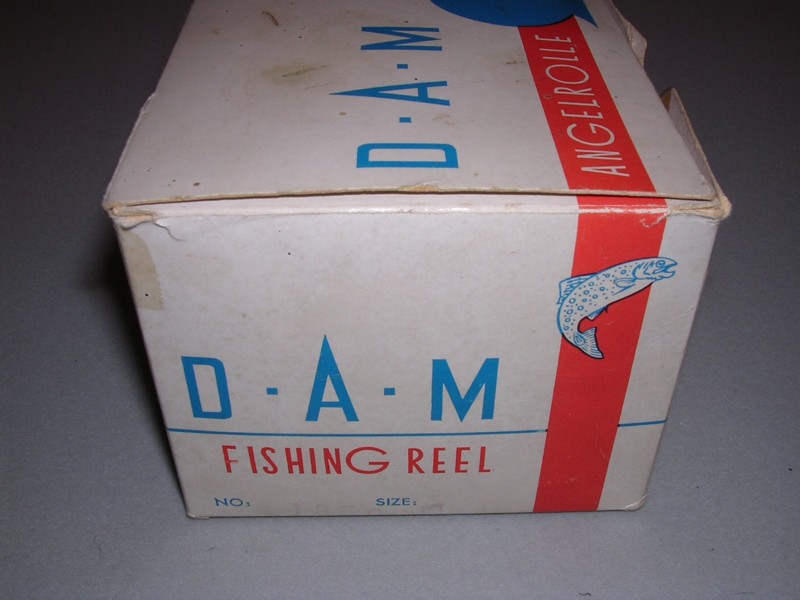 D·A·M
ANGELROLLE
D·A·M
FISHING REEL
NO: SIZE: